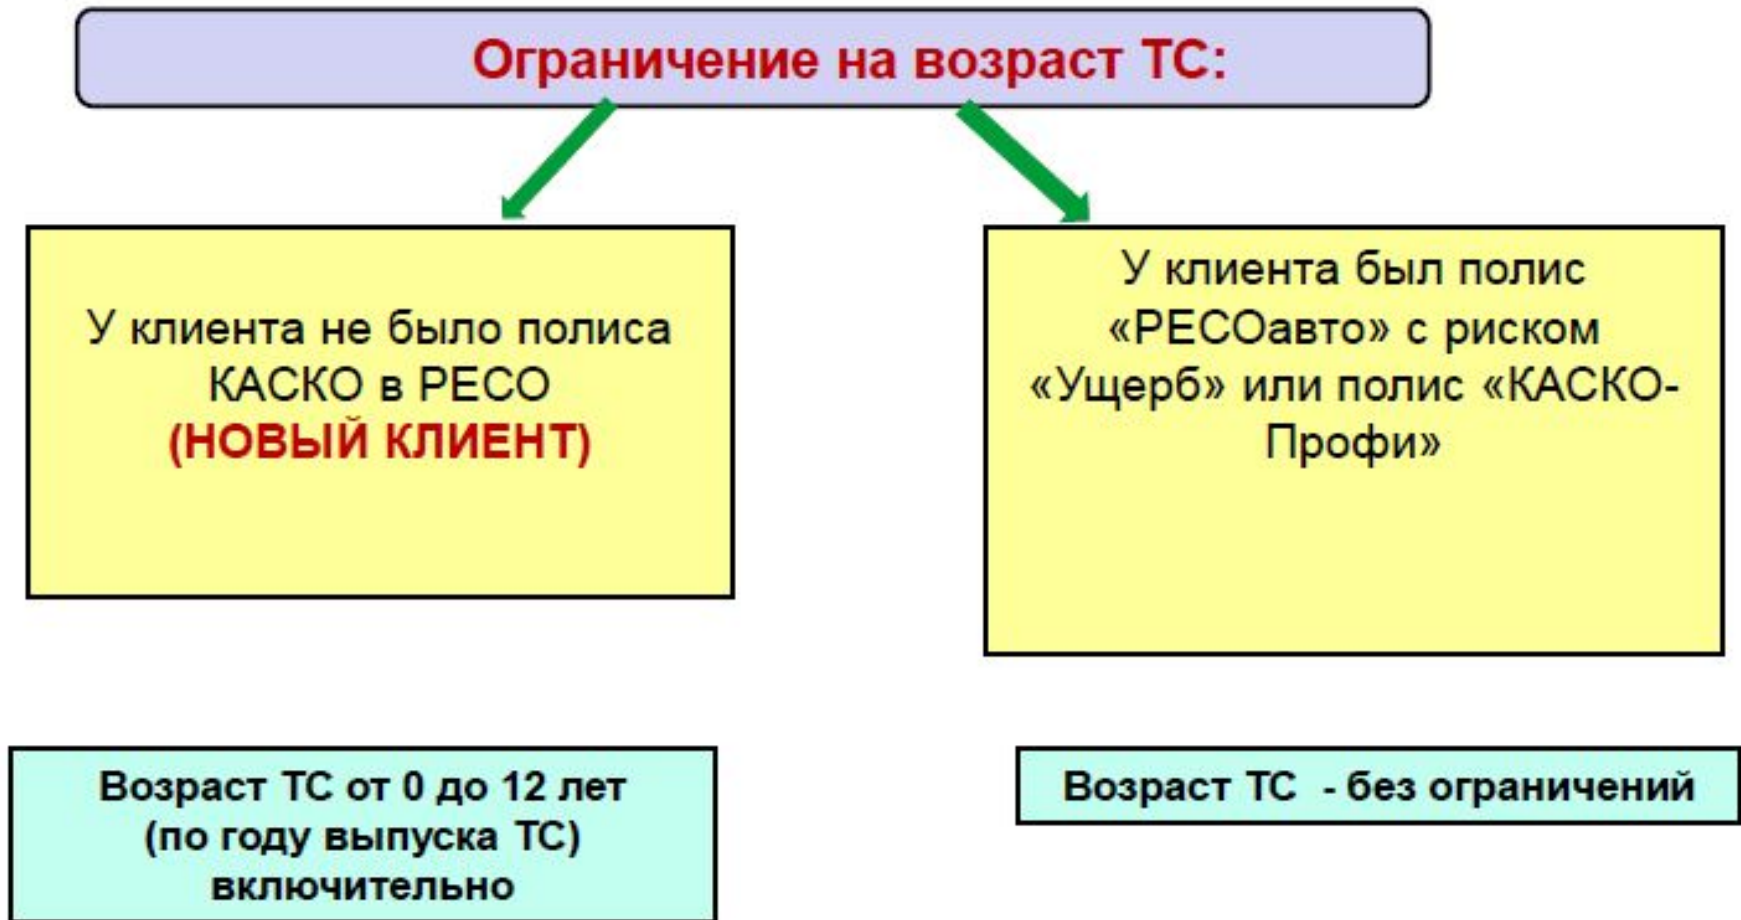 Ограничение на возраст ТС:
У клиента не было полиса
КАСКО в РЕСО
(НОВЫЙ КЛИЕНТ)
У клиента был полис
«РЕСОавто» с риском
«Ущерб» или полис «КАСКО-
Профи»
Возраст ТС от 0 до 12 лет
(по году выпуска ТС)
включительно
Возраст ТС - без ограничений